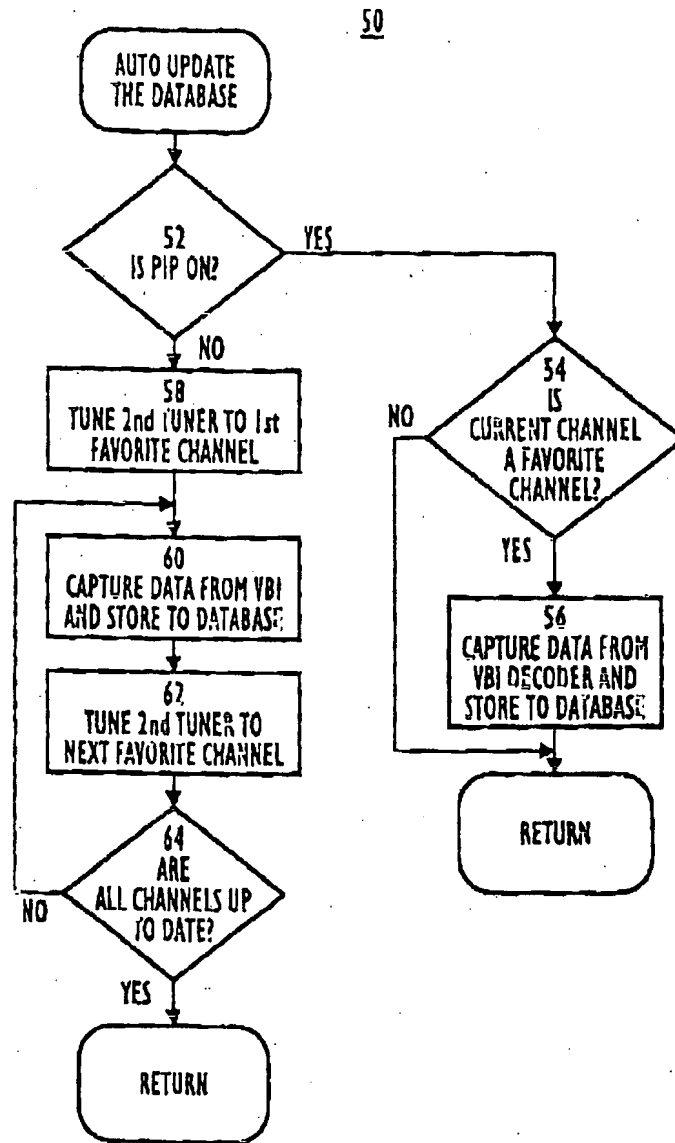 50
AUTO UPDATE
THE DATABASE
52
IS PIP ON?
YES
NO
58
TUNE 2nd TUNER TO 1st
FAVORITE CHANNEL
60
CAPTURE DATA FROM VBI
AND STORE TO DATABASE
62
TUNE 2nd TUNER TO
NEXT FAVORITE CHANNEL
64
ARE
ALL CHANNELS UP
TO DATE?
NO
YES
RETURN
54
IS
CURRENT CHANNEL
A FAVORITE
CHANNEL?
NO
YES
56
CAPTURE DATA FROM
VBI DECODER AND
STORE TO DATABASE
RETURN